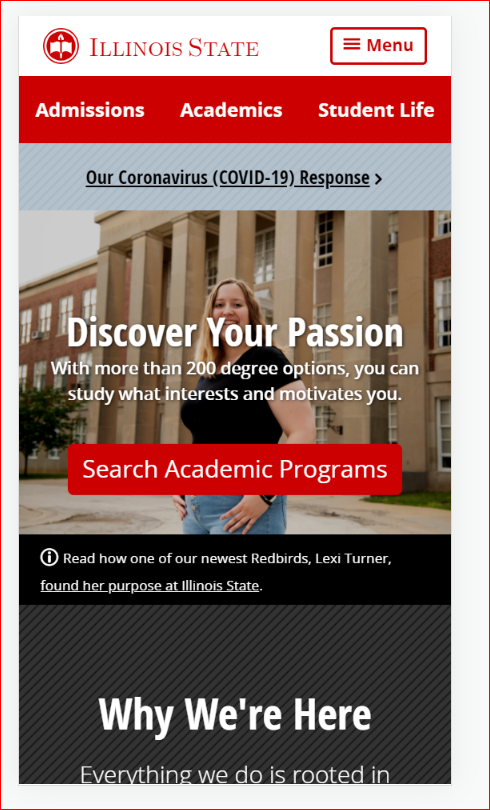 ILLINOIS STATE
Menu
Admissions Academics Student Life
Our Coronavirus (COVID-19) Response
Discover Your Passion
With more than 200 degree options, you can
study what interests and motivates you.
Search Academic Programs
Read how one of our newest Redbirds, Lexi Turner,
found her purpose at Illinois State.
Why We're Here
Everything we do is rooted in